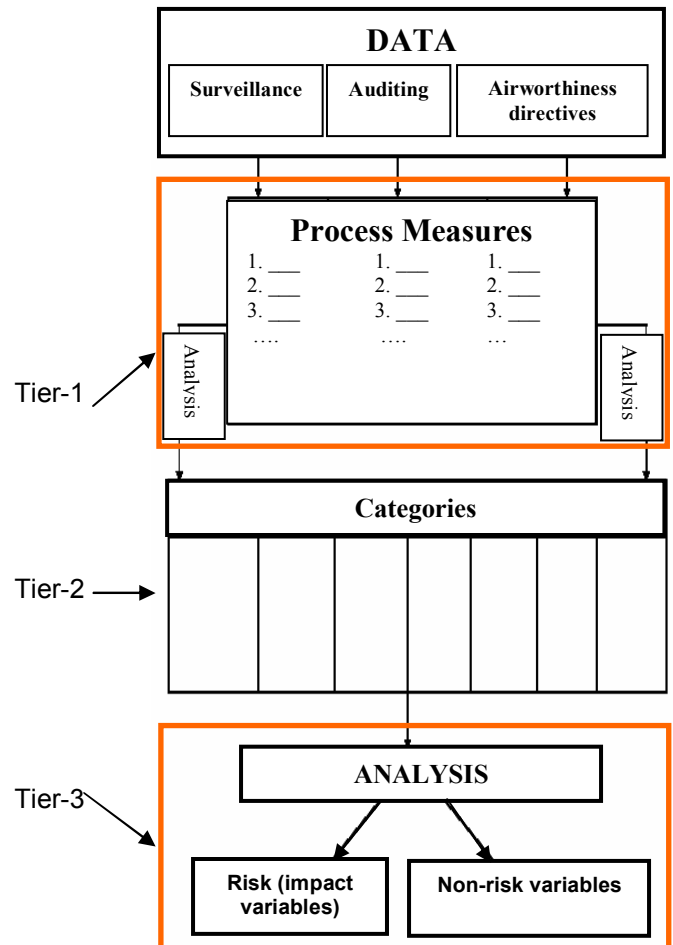 DATA
Surveillance
Auditing
Airworthiness
directives
Process Measures
1. ___ 1. ___ 1. ___
2. ___ 2. ___ 2. ___
3. ___ 3. ___ 3. ___
.... .... ...
Analysis
Analysis
Tier-1
Categories
Tier-2
ANALYSIS
Tier-3
Risk (impact
variables)
Non-risk variables